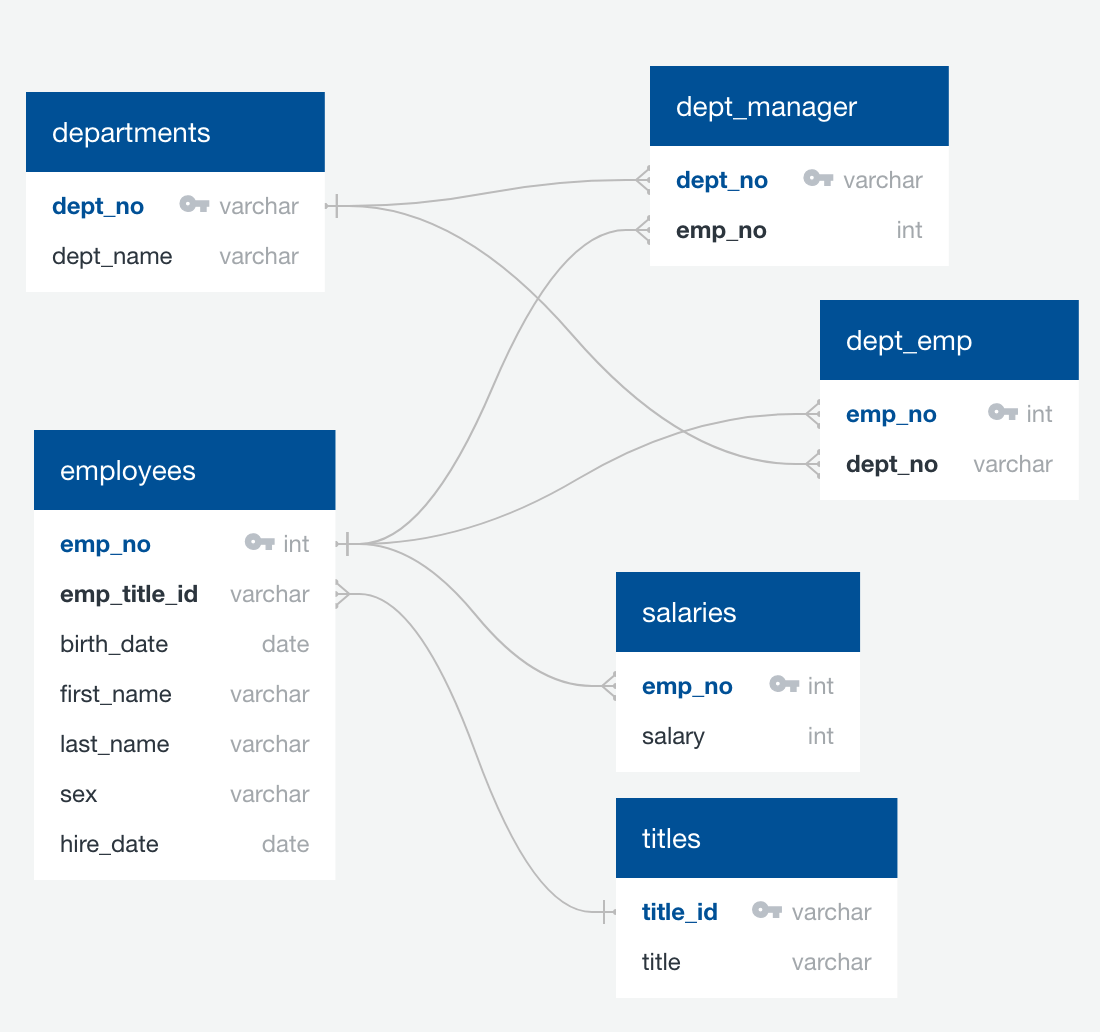 departments
dept_no varchar
dept_name varchar
dept_manager
dept_no varchar
emp_no int
dept_emp
emp_no int
dept_no varchar
employees
emp_no int
emp_title_id varchar
birth_date date
first_name varchar
last_name varchar
sex varchar
hire_date date
salaries
emp_no int
salary int
titles
title_id varchar
title varchar